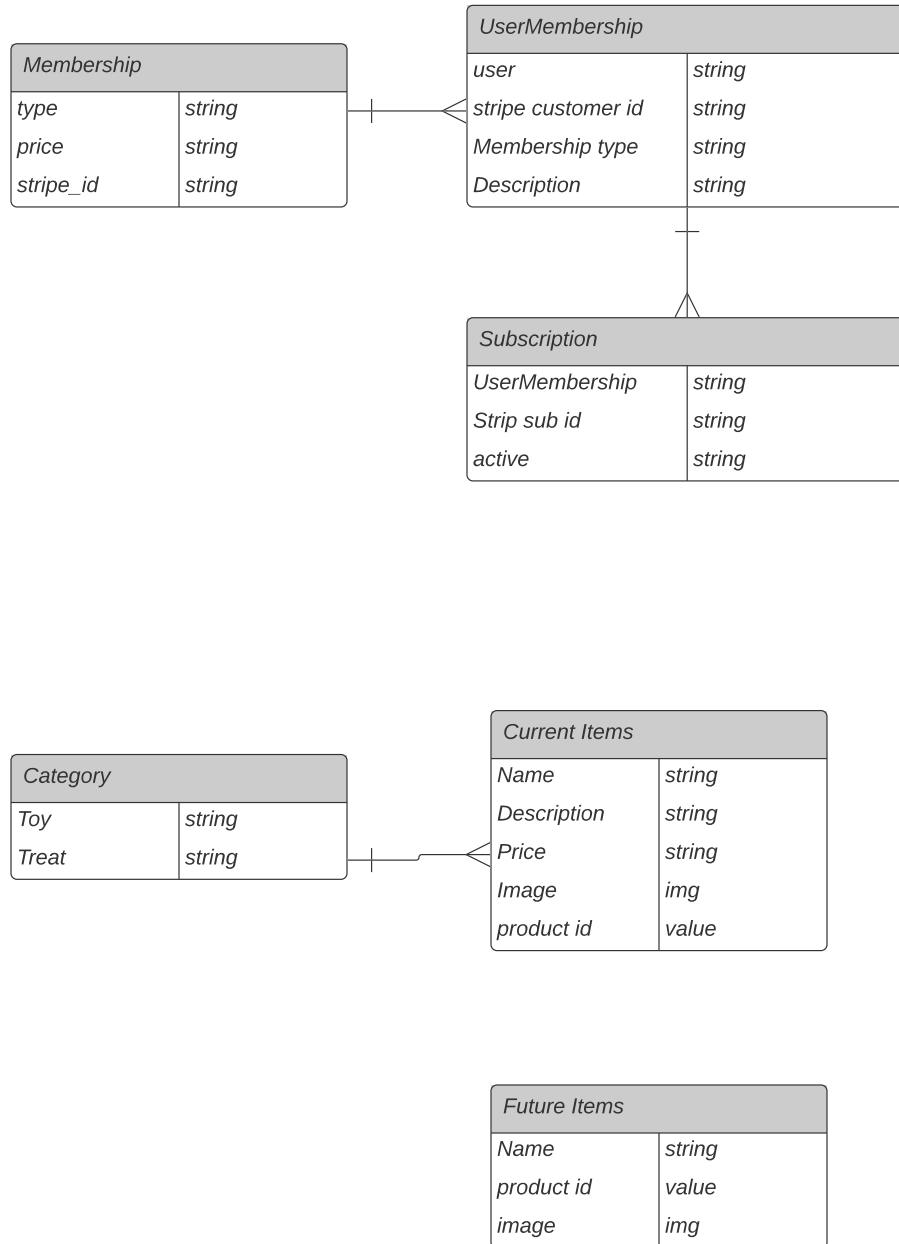 Membership
type string
price string
stripe_id string
UserMembership
user string
stripe customer id string
Membership type string
Description string
Subscription
UserMembership string
Strip sub id string
active string
Category
Toy string
Treat string
Current Items
Name string
Description string
Price string
Image img
product id value
Future Items
Name string
product id value
image img